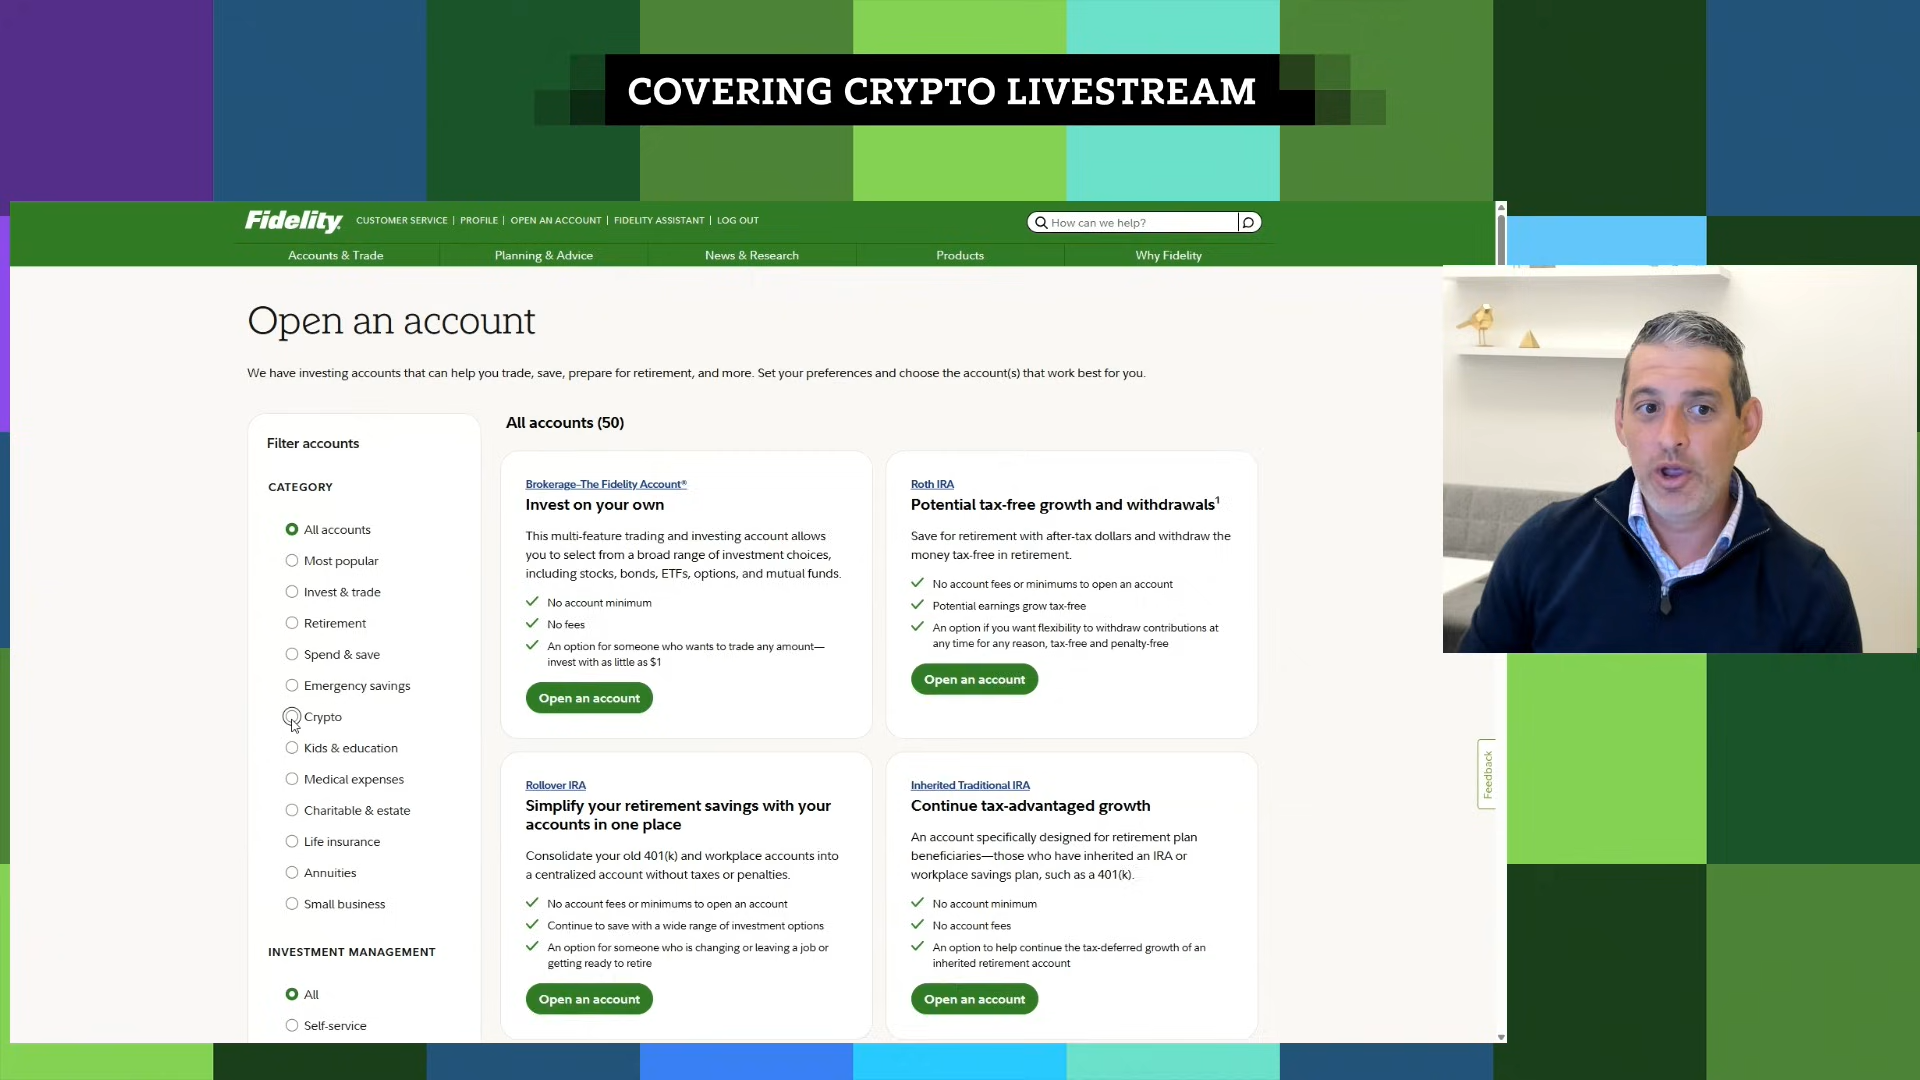 COVERING CRYPTO LIVESTREAM
Fidelity
CUSTOMER SERVICE | PROFILE | OPEN AN ACCOUNT | FIDELITY ASSISTANT | LOG OUT
How can we help?
Accounts & Trade
Planning & Advice
News & Research
Products
Why Fidelity
Open an account
We have investing accounts that can help you trade, save, prepare for retirement, and more. Set your preferences and choose the account(s) that work best for you.
Filter accounts
CATEGORY
All accounts
Most popular
Invest & trade
Retirement
Spend & save
Emergency savings
Crypto
Kids & education
Medical expenses
Charitable & estate
Life insurance
Annuities
Small business
INVESTMENT MANAGEMENT
All
Self-service
All accounts (50)
Brokerage–The Fidelity Account®
Invest on your own
This multi-feature trading and investing account allows
you to select from a broad range of investment choices,
including stocks, bonds, ETFs, options, and mutual funds.
No account minimum
No fees
An option for someone who wants to trade any amount—
invest with as little as $1
Open an account
Roth IRA
Potential tax-free growth and withdrawals¹
Save for retirement with after-tax dollars and withdraw the
money tax-free in retirement.
No account fees or minimums to open an account
Potential earnings grow tax-free
An option if you want flexibility to withdraw contributions at
any time for any reason, tax-free and penalty-free
Open an account
Rollover IRA
Simplify your retirement savings with your
accounts in one place
Consolidate your old 401(k) and workplace accounts into
a centralized account without taxes or penalties.
No account fees or minimums to open an account
Continue to save with a wide range of investment options
An option for someone who is changing or leaving a job or
getting ready to retire
Open an account
Inherited Traditional IRA
Continue tax-advantaged growth
An account specifically designed for retirement plan
beneficiaries—those who have inherited an IRA or
workplace savings plan, such as a 401(k).
No account minimum
No account fees
An option to help continue the tax-deferred growth of an
inherited retirement account
Open an account
Feedback